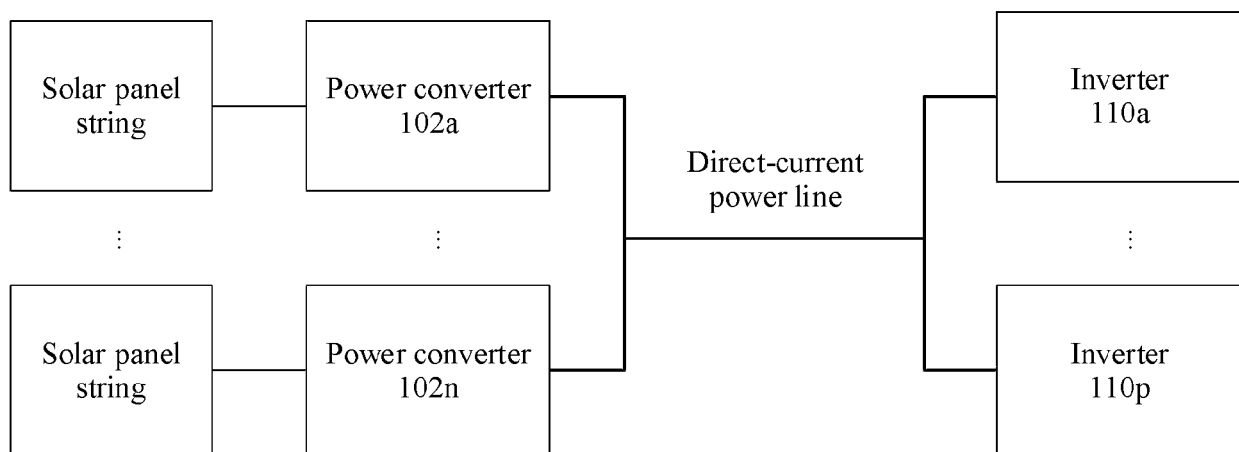 Solar panel
string
Power converter
102a
Direct-current
power line
Inverter
110a
⋮
⋮
⋮
Solar panel
string
Power converter
102n
Inverter
110p